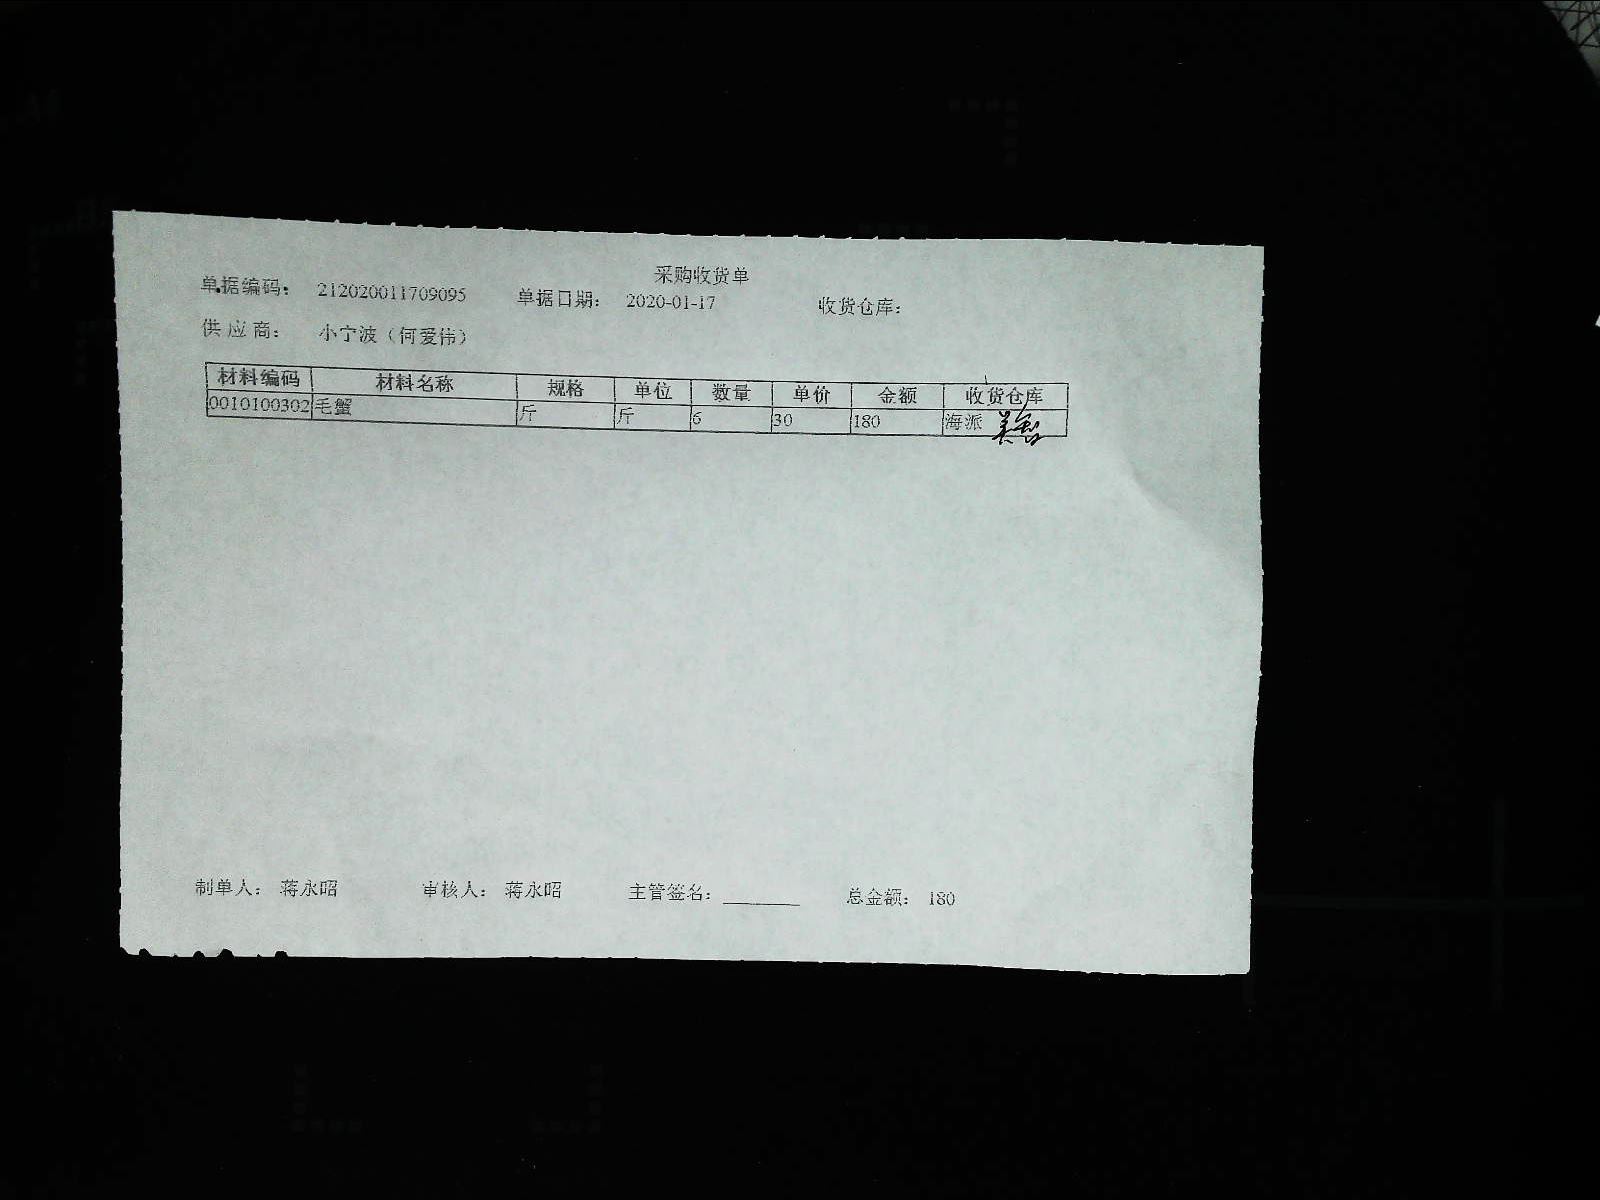 采购收货单
单据编码： 212020011709095 单据日期： 2020-01-17 收货仓库：
供 应 商： 小宁波（何爱伟）
材料编码 材料名称 规格 单位 数量 单价 金额 收货仓库
0010100302 毛蟹 斤 斤 6 30 180 海派
制单人： 蒋永昭 审核人： 蒋永昭 主管签名：________ 总金额： 180